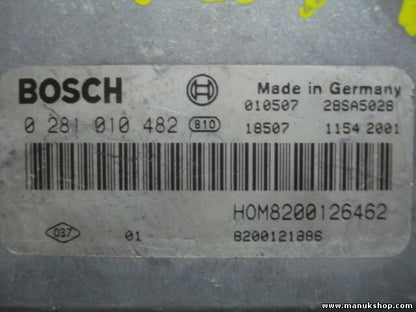 BOSCH Made in Germany
010507 28SA5028
0 281 010 482 810 18507 1154 2001
HOM8200126462
037 01 8200121886
www.manukshop.com